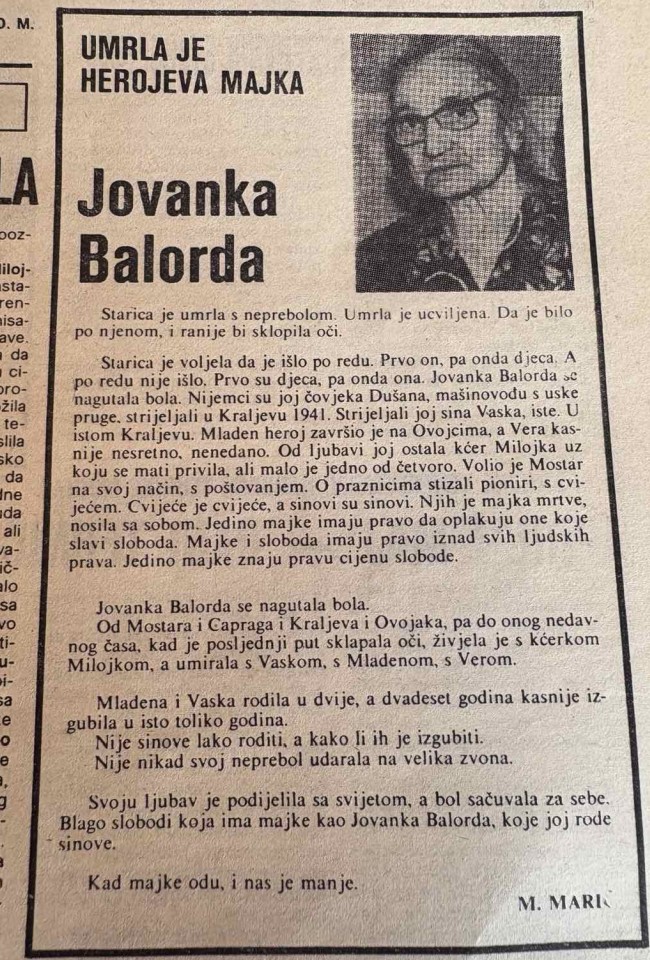 O. M.
LA
UMRLA JE
HEROJEVA MAJKA
Jovanka
Balorda
Starica je umrla s neprebolom. Umrla je ucviljena. Da je bilo
po njenom, i ranije bi sklopila oči.
Starica je voljela da je išlo po redu. Prvo on, pa onda djeca. A
po redu nije išlo. Prvo su djeca, pa onda ona. Jovanka Balorda se
nagutala bola. Nijemci su joj čovjeka Dušana, mašinovođu s uske
pruge, strijeljali u Kraljevu 1941. Strijeljali joj sina Vaska, iste. U
istom Kraljevu. Mladen heroj završio je na Ovojcima, a Vera kas-
nije nesretno, nenedano. Od ljubavi joj ostala kćer Milojka uz
koju se mati privila, ali malo je jedno od četvoro. Volio je Mostar
na svoj način, s poštovanjem. O praznicima stizali pioniri, s cvi-
jećem. Cvijeće je cvijeće, a sinovi su sinovi. Njih je majka mrtve,
nosila sa sobom. Jedino majke imaju pravo da oplakuju one koje
slavi sloboda. Majke i sloboda imaju pravo iznad svih ljudskih
prava. Jedino majke znaju pravu cijenu slobode.
Jovanka Balorda se nagutala bola.
Od Mostara i Capraga i Kraljeva i Ovojaka, pa do onog nedav-
nog časa, kad je posljednji put sklapala oči, živjela je s kćerkom
Milojkom, a umirala s Vaskom, s Mladenom, s Verom.
Mladena i Vaska rodila u dvije, a dvadeset godina kasnije iz-
gubila u isto toliko godina.
Nije sinove lako roditi, a kako li ih je izgubiti.
Nije nikad svoj neprebol udarala na velika zvona.
Svoju ljubav je podijelila sa svijetom, a bol sačuvala za sebe.
Blago slobodi koja ima majke kao Jovanka Balorda, koje joj rode
sinove.
Kad majke odu, i nas je manje.
M. MARIĆ